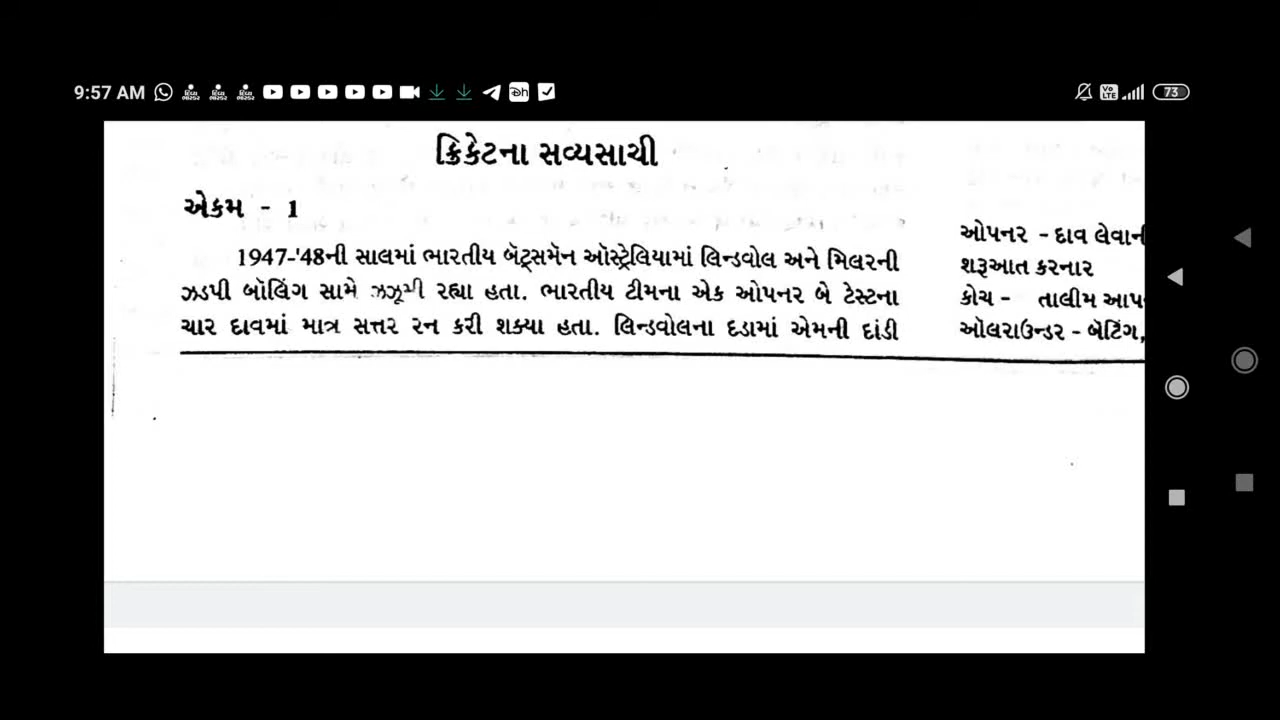 9:57 AM
73
ક્રિકેટના સવ્યસાચી
એકમ - 1
1947-'48ની સાલમાં ભારતીય બૅટ્સમૅન ઑસ્ટ્રેલિયામાં લિન્ડવોલ અને મિલરની
ઝડપી બૉલિંગ સામે ઝઝૂમી રહ્યા હતા. ભારતીય ટીમના એક ઓપનર બે ટેસ્ટના
ચાર દાવમાં માત્ર સત્તર રન કરી શક્યા હતા. લિન્ડવોલના દડામાં એમની દાંડી
ઓપનર - દાવ લેવાની
શરૂઆત કરનાર
કોચ - તાલીમ
ઑલરાઉન્ડર - બૅટિંગ,